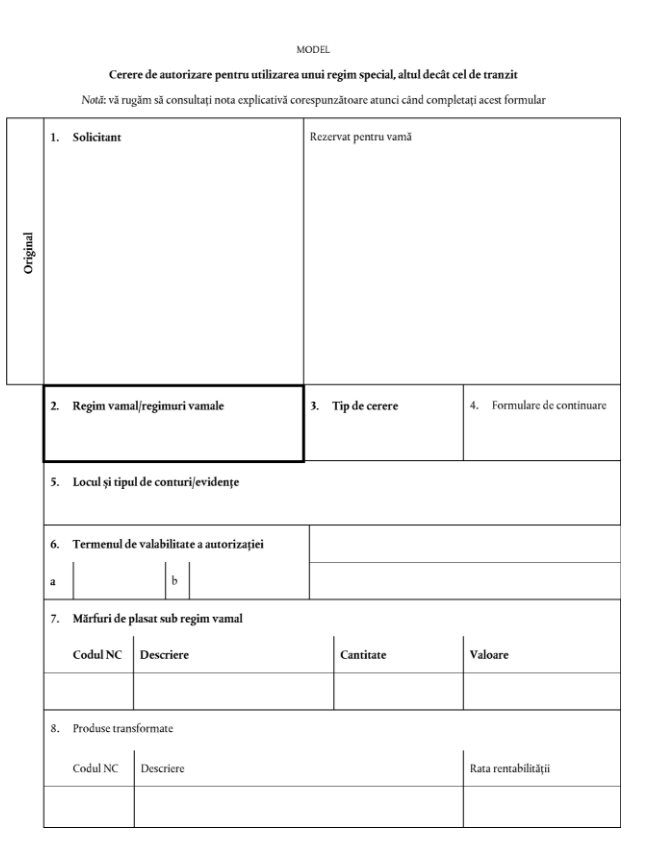 MODEL
Cerere de autorizare pentru utilizarea unui regim special, altul decât cel de tranzit
Notă: vă rugăm să consultați nota explicativă corespunzătoare atunci când completați acest formular
Original
1. Solicitant
Rezervat pentru vamă
2. Regim vamal/regimuri vamale
3. Tip de cerere
4. Formulare de continuare
5. Locul și tipul de conturi/evidențe
6. Termenul de valabilitate a autorizației
a
b
7. Mărfuri de plasat sub regim vamal
Codul NC Descriere Cantitate Valoare
8. Produse transformate
Codul NC Descriere Rata rentabilității